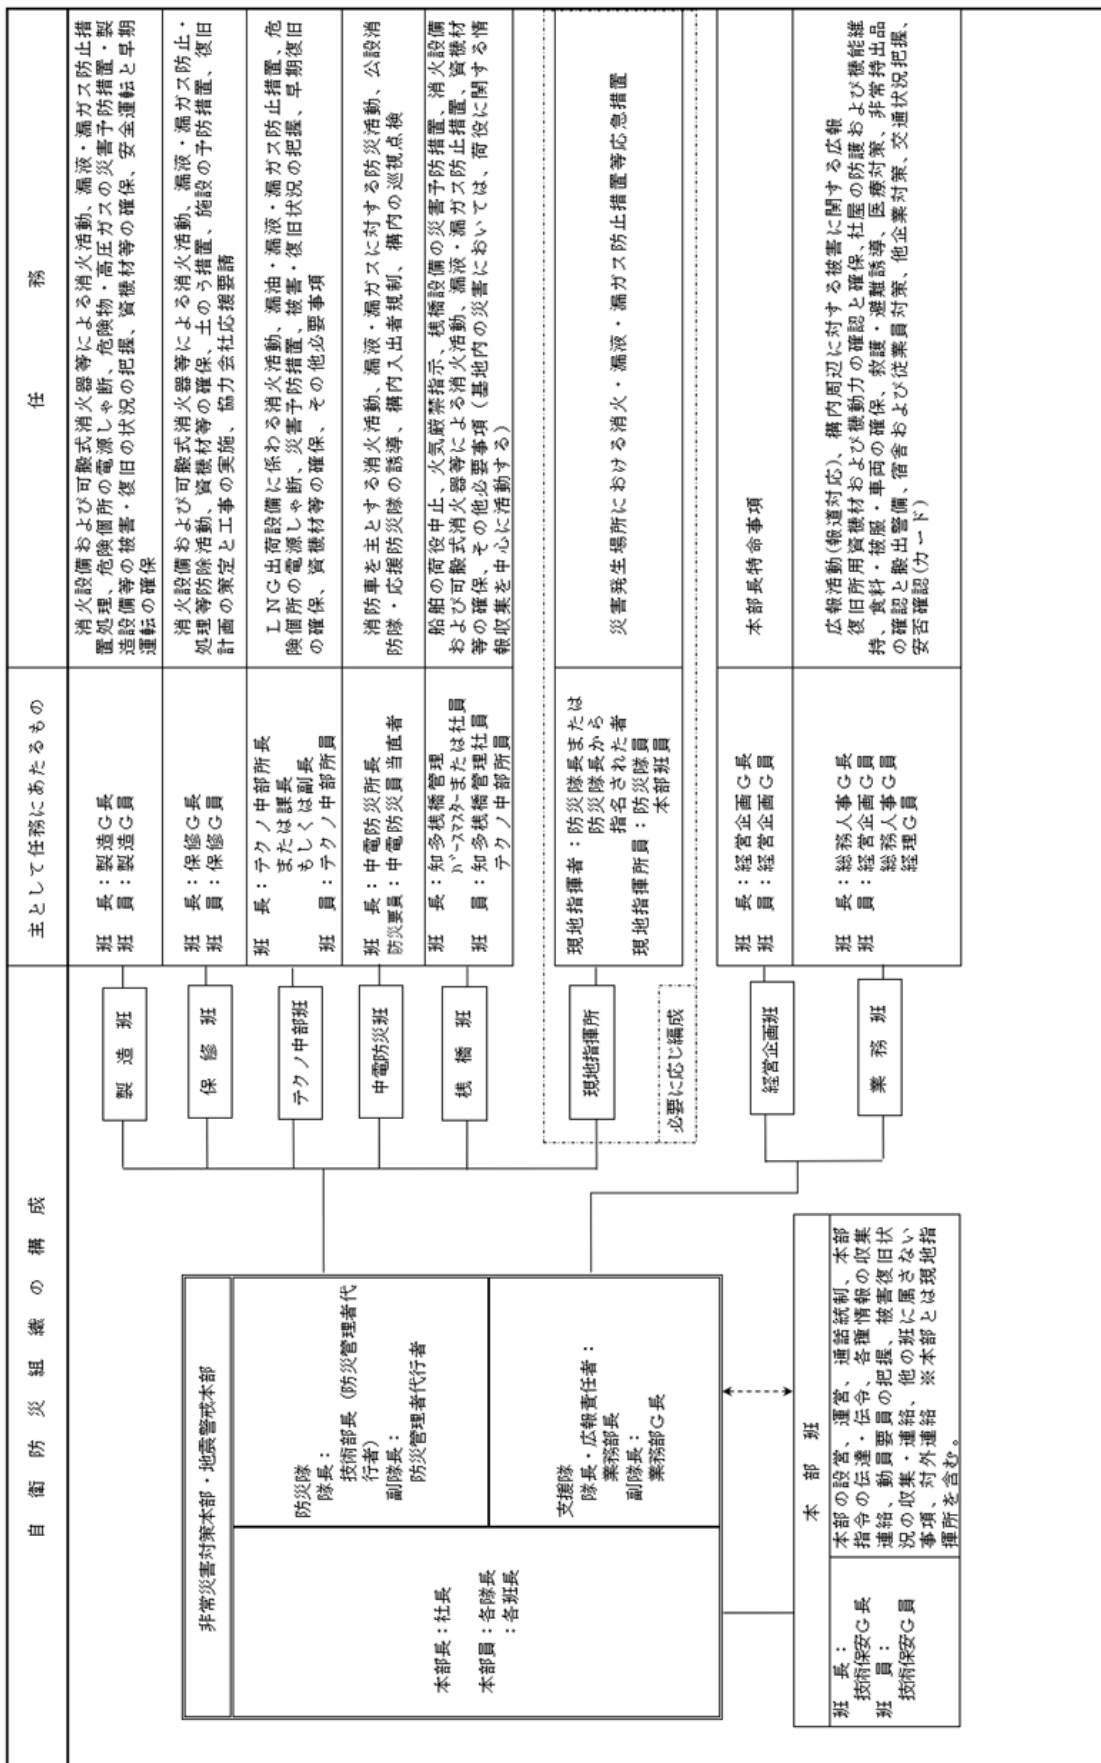 自衛防災組織の構成
主として任務にあたるもの
任務
非常災害対策本部・地震警戒本部
本部長：社長
本部員：各隊長
：各班長
防災隊
隊長：
技術部長（防災管理者代
行者）
副隊長：
防災管理者代行者
支援隊
隊長・広報責任者：
業務部長
副隊長：
業務部G長
本部班
班長：
技術保安G長
班員：
技術保安G員
本部の設営、運営、通話統制、本部
指令の伝達・伝令、各種情報の収集
連絡、動員要員の把握、被害復旧状
況の収集・連絡、他の班に属さない
事項、対外連絡　※本部とは現地指
揮所を含む。
製造班
班　長：製造G長
班　員：製造G員
消火設備および可搬式消火器等による消火活動、漏液・漏ガス防止措
置処理、危険個所の電源しゃ断、危険物・高圧ガスの災害予防措置・製
造設備等の被害・復旧の状況の把握、資機材等の確保、安全運転と早期
運転の確保
保修班
班　長：保修G長
班　員：保修G員
消火設備および可搬式消火器等による消火活動、漏液・漏ガス防止・
処理等防除活動、資機材等の確保、土のう措置、施設の予防措置、復旧
計画の策定と工事の実施、協力会社応援要請
テクノ中部班
班　長：テクノ中部所長
または課長
もしくは副長
班　員：テクノ中部所員
ＬＮＧ出荷設備に係わる消火活動、漏油・漏液・漏ガス防止措置、危
険個所の電源しゃ断、災害予防措置、被害・復旧状況の把握、早期復旧
の確保、資機材等の確保、その他必要事項
中電防災班
班　長：中電防災所長
防災要員：中電防災員当直者
消防車を主とする消火活動、漏液・漏ガスに対する防災活動、公設消
防隊・応援防災隊の誘導、構内入出者規制、構内の巡視点検
桟橋班
班　長：知多桟橋管理
バースマスターまたは社員
班　員：知多桟橋管理社員
テクノ中部所員
船舶の荷役中止、火気厳禁指示、桟橋設備の災害予防措置、消火設備
および可搬式消火器等による消火活動、漏液・漏ガス防止措置、資機材
等の確保、その他必要事項（基地内の災害においては、荷役に関する情
報収集を中心に活動する）
現地指揮所
必要に応じ編成
現地指揮者：防災隊長または
防災隊長から
指名された者
現地指揮所員：防災隊員
本部班員
災害発生場所における消火・漏液・漏ガス防止措置等応急措置
経営企画班
班　長：経営企画G長
班　員：経営企画G員
本部長特命事項
業務班
班　長：総務人事G長
班　員：経営企画G員
総務人事G員
経理G員
広報活動(報道対応)、構内周辺に対する被害に関する広報
復旧所用資機材および機動力の確認と確保、社屋の防護および機能維
持、食料・被服・車両の確保、救護・避難誘導、医療対策、非常持出品
の確認と搬出警備、宿舎および従業員対策、他企業対策、交通状況把握、
安否確認(カード)